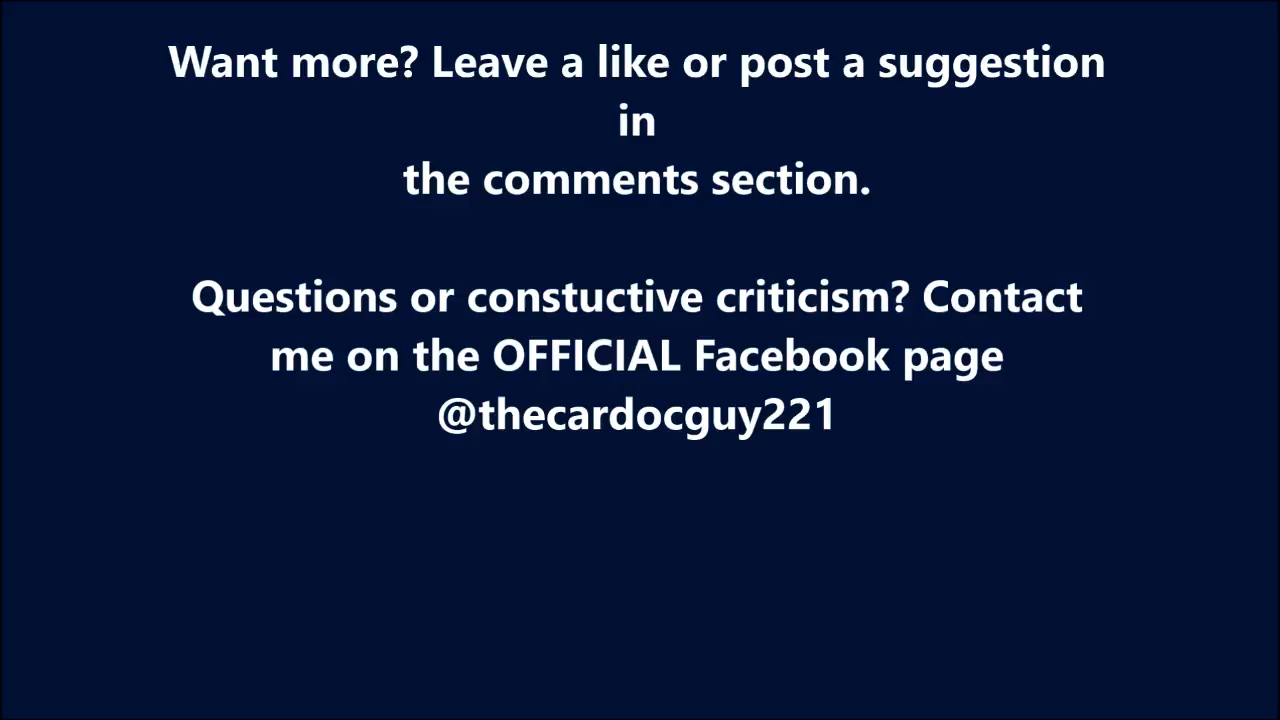 Want more? Leave a like or post a suggestion
in
the comments section.
Questions or constuctive criticism? Contact
me on the OFFICIAL Facebook page
@thecardocguy221